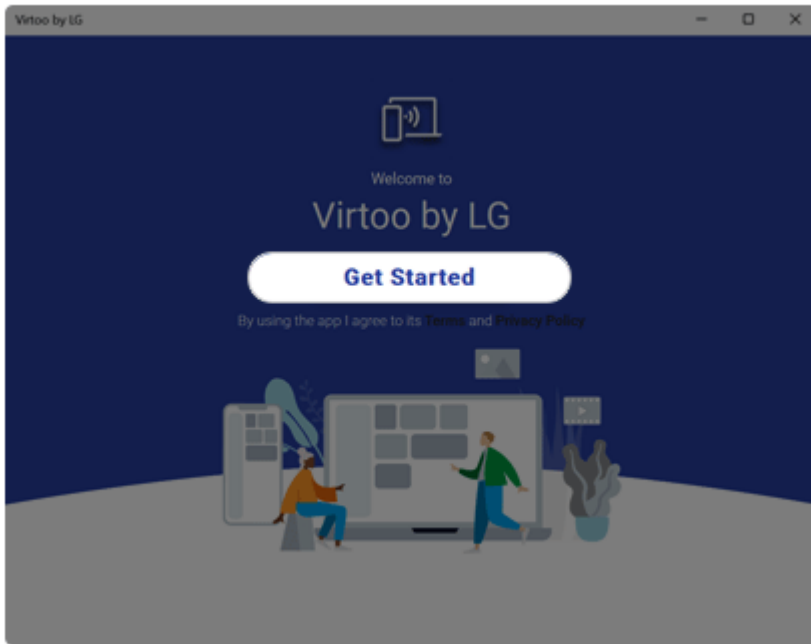 Virtoo by LG
Welcome to
Virtoo by LG
Get Started
By using the app I agree to its Terms and Privacy Policy